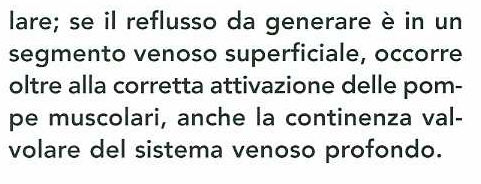 lare; se il reflusso da generare è in un
segmento venoso superficiale, occorre
oltre alla corretta attivazione delle pom-
pe muscolari, anche la continenza val-
volare del sistema venoso profondo.